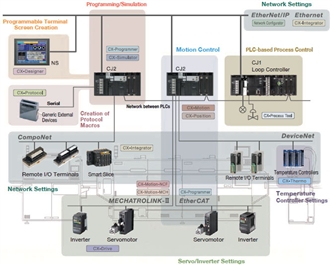 Programming/Simulation
Network Settings
Programmable Terminal
Screen Creation
EtherNet/IP
Ethernet
CX-Programmer
CX-Simulator
Motion Control
PLC-based Process Control
Network Configurator
CX-Integrator
NS
CX-Designer
CJ2
CJ2
CJ1
Loop Controller
CX-Protocol
Serial
Network between PLCs
CX-Motion
CX-Position
CX-Process Tool
Generic External
Devices
Creation of
Protocol
Macros
CompoNet
CX-Integrator
DeviceNet
Remote I/O Terminals
Smart Slice
Remote I/O Terminals
Temperature Controllers
CX-Thermo
Network Settings
CX-Motion-NCF
CX-Motion-MCH
CX-Programmer
Temperature
Controller Settings
MECHATROLINK-II
EtherCAT
Inverter
Servomotor
Servomotor
Inverter
CX-Drive
Servo/Inverter Settings